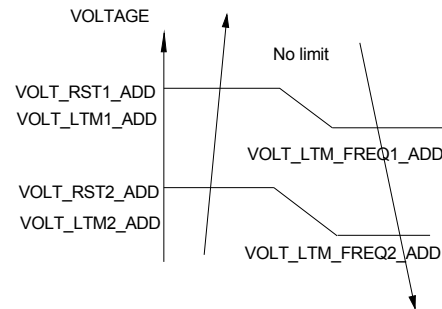 VOLTAGE
No limit
VOLT_RST1_ADD
VOLT_LTM1_ADD
VOLT_LTM_FREQ1_ADD
VOLT_RST2_ADD
VOLT_LTM2_ADD
VOLT_LTM_FREQ2_ADD